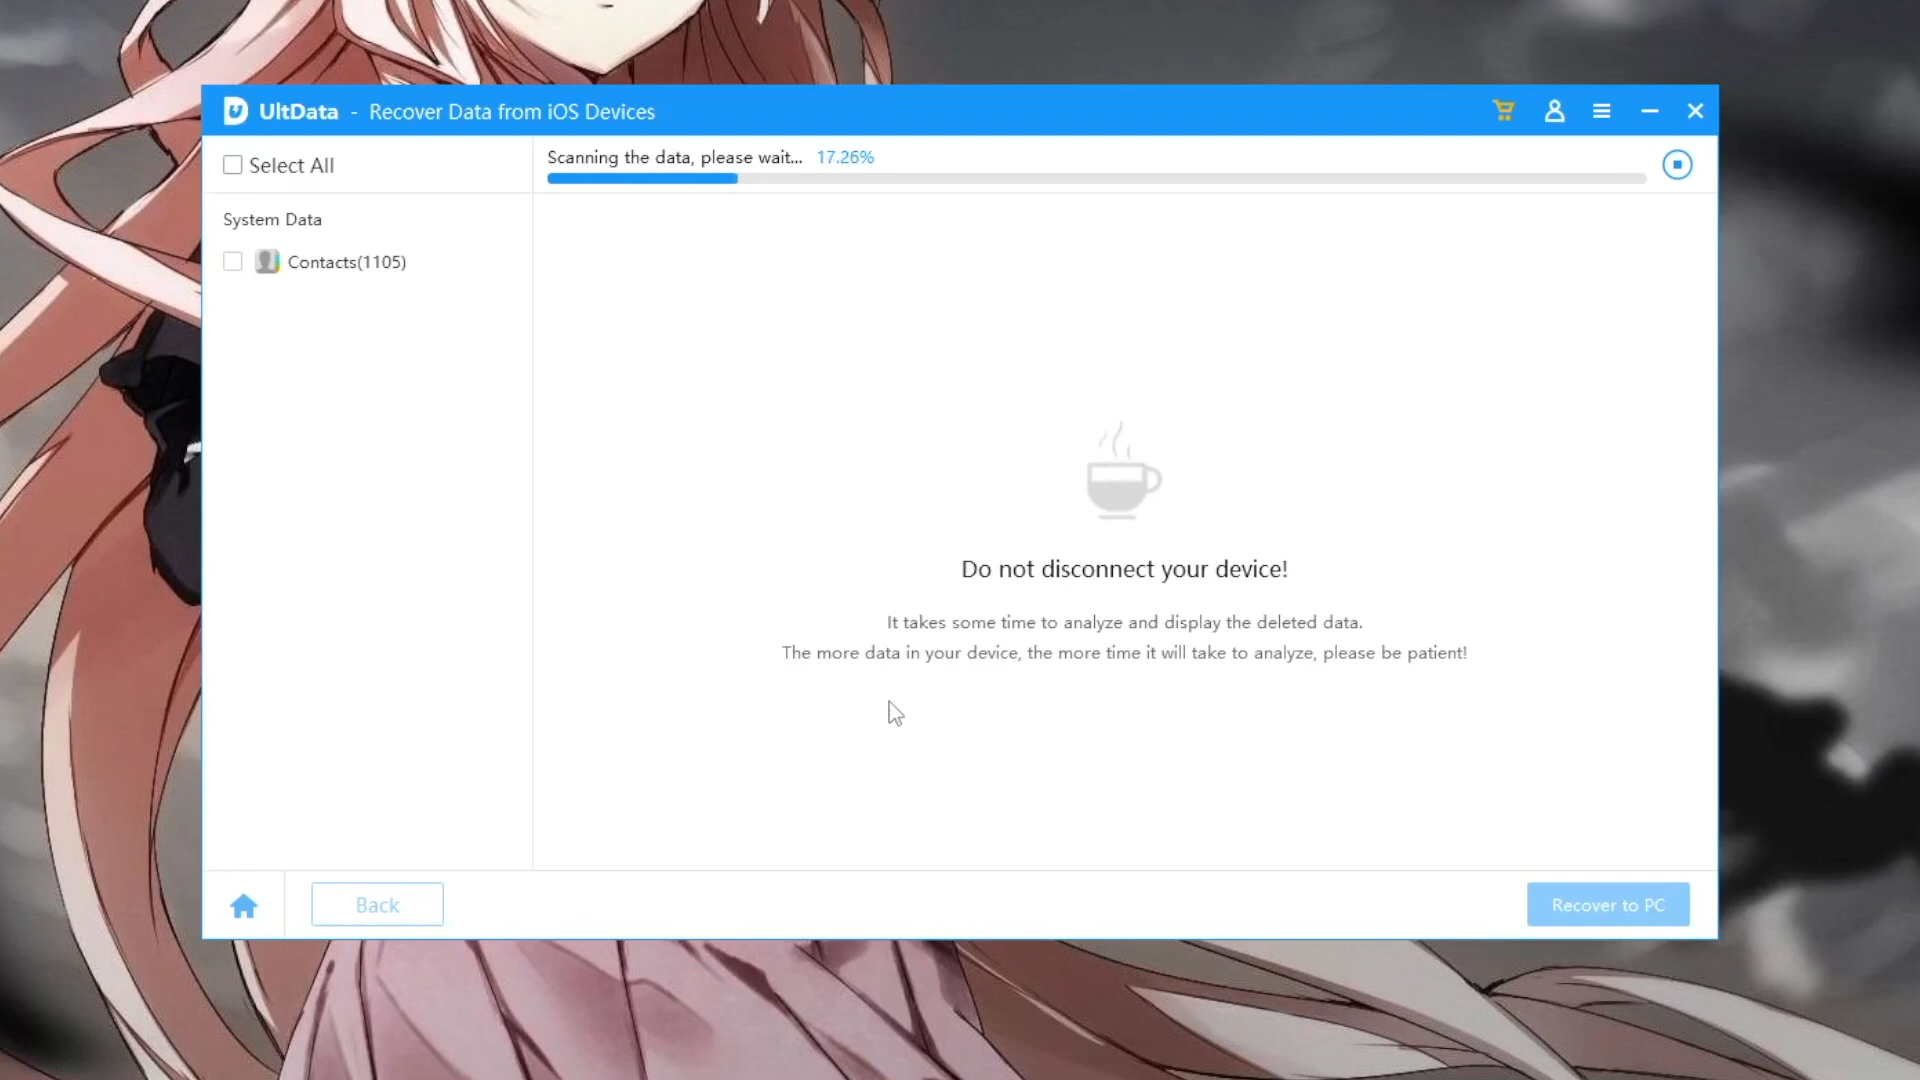 UltData - Recover Data from iOS Devices
Select All
Scanning the data, please wait... 17.26%
System Data
Contacts(1105)
Do not disconnect your device!
It takes some time to analyze and display the deleted data.
The more data in your device, the more time it will take to analyze, please be patient!
Back
Recover to PC